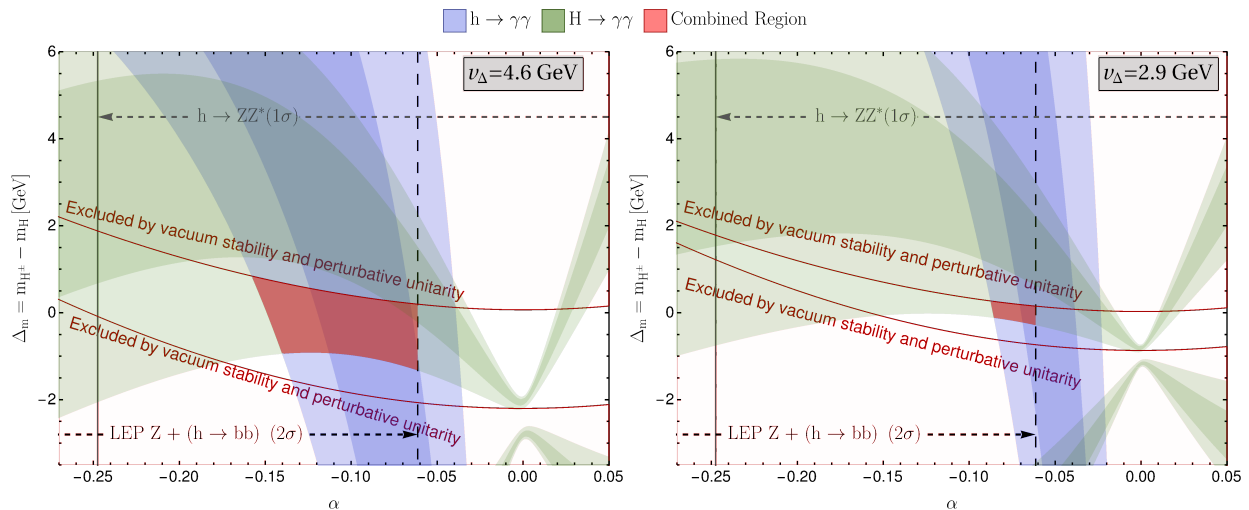 h → γγ H → γγ Combined Region
ν_Δ=4.6 GeV
h → ZZ*(1σ)
Excluded by vacuum stability and perturbative unitarity
Excluded by vacuum stability and perturbative unitarity
LEP Z + (h → bb) (2σ)
Δ_m = m_H± − m_H [GeV]
6
4
2
0
−2
−0.25 −0.20 −0.15 −0.10 −0.05 0.00 0.05
α
ν_Δ=2.9 GeV
h → ZZ*(1σ)
Excluded by vacuum stability and perturbative unitarity
Excluded by vacuum stability and perturbative unitarity
LEP Z + (h → bb) (2σ)
Δ_m = m_H± − m_H [GeV]
6
4
2
0
−2
−0.25 −0.20 −0.15 −0.10 −0.05 0.00 0.05
α